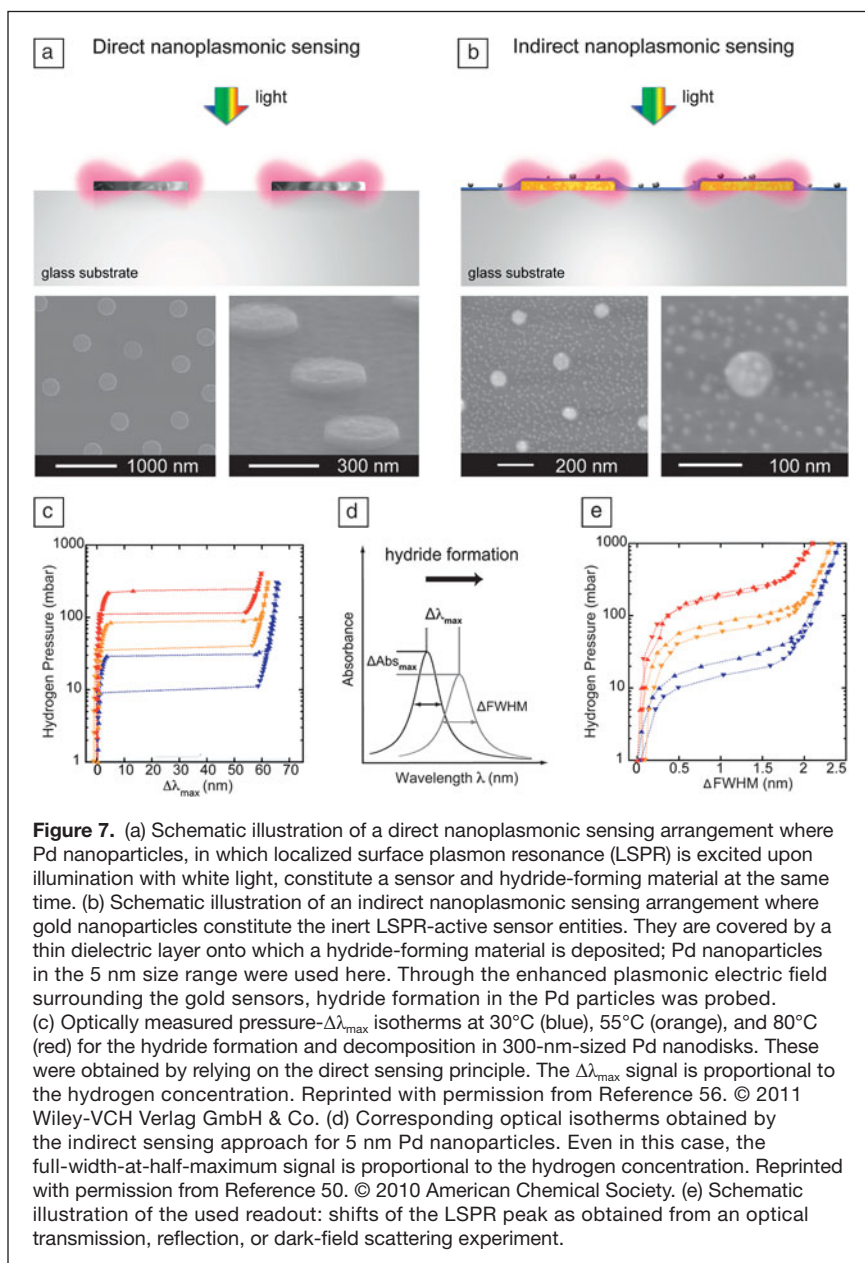 a
Direct nanoplasmonic sensing
light
glass substrate
1000 nm
300 nm
b
Indirect nanoplasmonic sensing
light
glass substrate
200 nm
100 nm
c
Hydrogen Pressure (mbar)
1000
100
10
1
0 10 20 30 40 50 60 70
Δλmax (nm)
d
hydride formation
Δλmax
ΔAbsmax
ΔFWHM
Absorbance
Wavelength λ (nm)
e
Hydrogen Pressure (mbar)
1000
100
10
1
0 0.5 1 1.5 2 2.5
ΔFWHM (nm)
Figure 7. (a) Schematic illustration of a direct nanoplasmonic sensing arrangement where
Pd nanoparticles, in which localized surface plasmon resonance (LSPR) is excited upon
illumination with white light, constitute a sensor and hydride-forming material at the same
time. (b) Schematic illustration of an indirect nanoplasmonic sensing arrangement where
gold nanoparticles constitute the inert LSPR-active sensor entities. They are covered by a
thin dielectric layer onto which a hydride-forming material is deposited; Pd nanoparticles
in the 5 nm size range were used here. Through the enhanced plasmonic electric field
surrounding the gold sensors, hydride formation in the Pd particles was probed.
(c) Optically measured pressure-Δλmax isotherms at 30°C (blue), 55°C (orange), and 80°C
(red) for the hydride formation and decomposition in 300-nm-sized Pd nanodisks. These
were obtained by relying on the direct sensing principle. The Δλmax signal is proportional to
the hydrogen concentration. Reprinted with permission from Reference 56. © 2011
Wiley-VCH Verlag GmbH & Co. (d) Corresponding optical isotherms obtained by
the indirect sensing approach for 5 nm Pd nanoparticles. Even in this case, the
full-width-at-half-maximum signal is proportional to the hydrogen concentration. Reprinted
with permission from Reference 50. © 2010 American Chemical Society. (e) Schematic
illustration of the used readout: shifts of the LSPR peak as obtained from an optical
transmission, reflection, or dark-field scattering experiment.